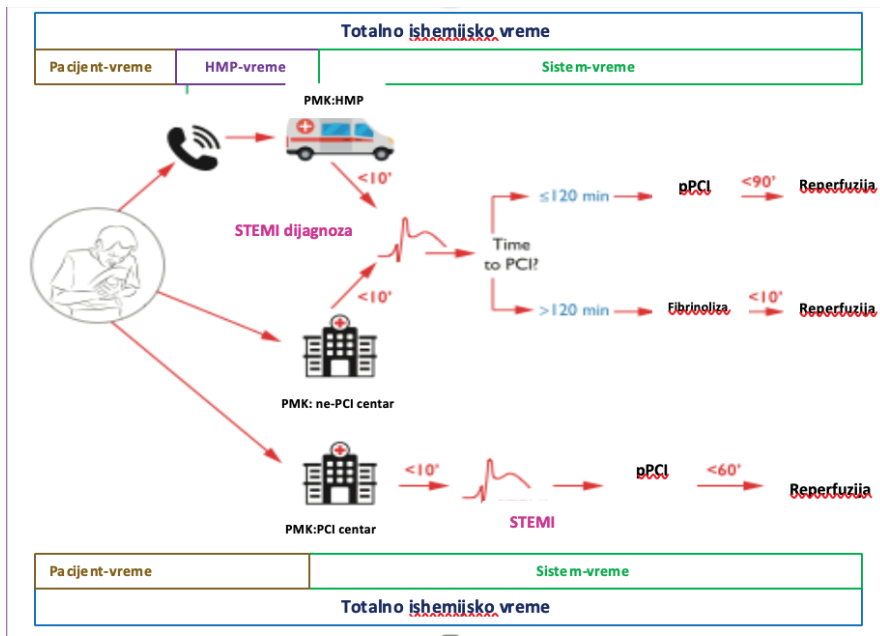 Totalno ishemijsko vreme
Pacijent-vreme
HMP-vreme
Sistem-vreme
PMK:HMP
<10'
STEMI dijagnoza
<10'
Time
to PCI?
≤120 min
pPCI
<90'
Reperfuzija
>120 min
Fibrinoliza
<10'
Reperfuzija
PMK: ne-PCI centar
<10'
pPCI
<60'
Reperfuzija
STEMI
PMK:PCI centar
Pacijent-vreme
Sistem-vreme
Totalno ishemijsko vreme